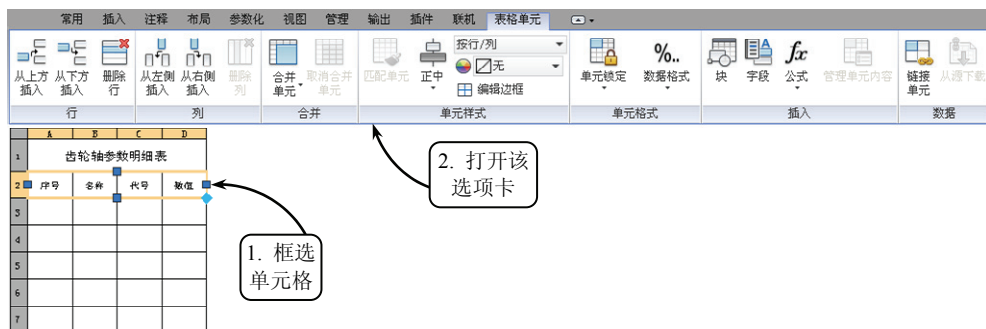 常用 插入 注释 布局 参数化 视图 管理 输出 插件 联机 表格单元
从上方插入 从下方插入 删除行 从左侧插入 从右侧插入 删除列 合并单元 取消合并单元 匹配单元 正中 按行/列 单元锁定 %.. 数据格式 块 字段 fx 公式 管理单元内容 链接单元 从源下载
无
编辑边框
行 列 合并 单元样式 单元格式 插入 数据
A B C D
1 齿轮轴参数明细表
2 序号 名称 代号 数值
3
4
5
6
7
2. 打开该
选项卡
1. 框选
单元格